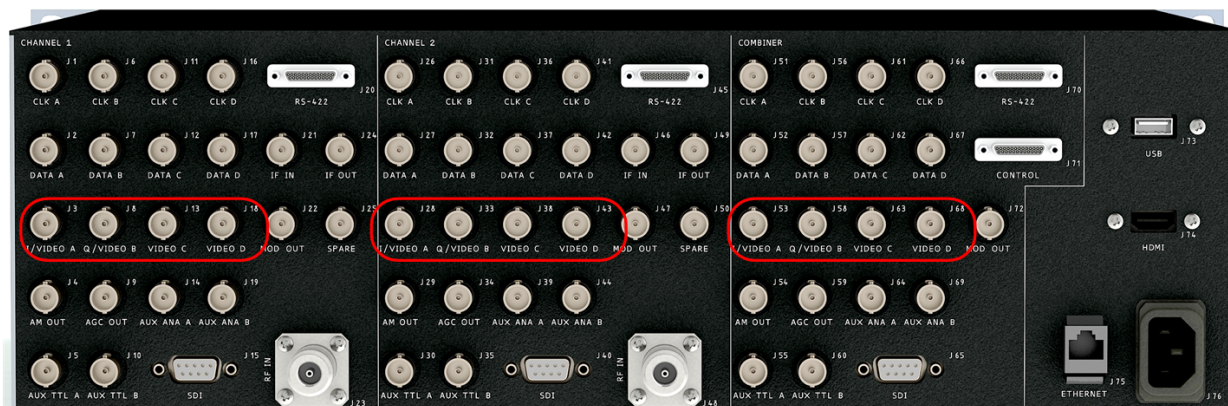 CHANNEL 1
J1 J6 J11 J16
CLK A CLK B CLK C CLK D RS-422 J20
J2 J7 J12 J17 J21 J24
DATA A DATA B DATA C DATA D IF IN IF OUT
J3 J8 J13 J18 J22 J25
I/VIDEO A Q/VIDEO B VIDEO C VIDEO D MOD OUT SPARE
J4 J9 J14 J19
AM OUT AGC OUT AUX ANA A AUX ANA B
J5 J10 J15 RF IN
AUX TTL A AUX TTL B SDI J23
CHANNEL 2
J26 J31 J36 J41
CLK A CLK B CLK C CLK D RS-422 J45
J27 J32 J37 J42 J46 J49
DATA A DATA B DATA C DATA D IF IN IF OUT
J28 J33 J38 J43 J47 J50
I/VIDEO A Q/VIDEO B VIDEO C VIDEO D MOD OUT SPARE
J29 J34 J39 J44
AM OUT AGC OUT AUX ANA A AUX ANA B
J30 J35 J40 RF IN
AUX TTL A AUX TTL B SDI J48
COMBINER
J51 J56 J61 J66
CLK A CLK B CLK C CLK D RS-422 J70
J52 J57 J62 J67
DATA A DATA B DATA C DATA D CONTROL J71
J53 J58 J63 J68 J72
I/VIDEO A Q/VIDEO B VIDEO C VIDEO D MOD OUT
J54 J59 J64 J69
AM OUT AGC OUT AUX ANA A AUX ANA B
J55 J60 J65
AUX TTL A AUX TTL B SDI
USB J73
HDMI J74
ETHERNET J75
J76